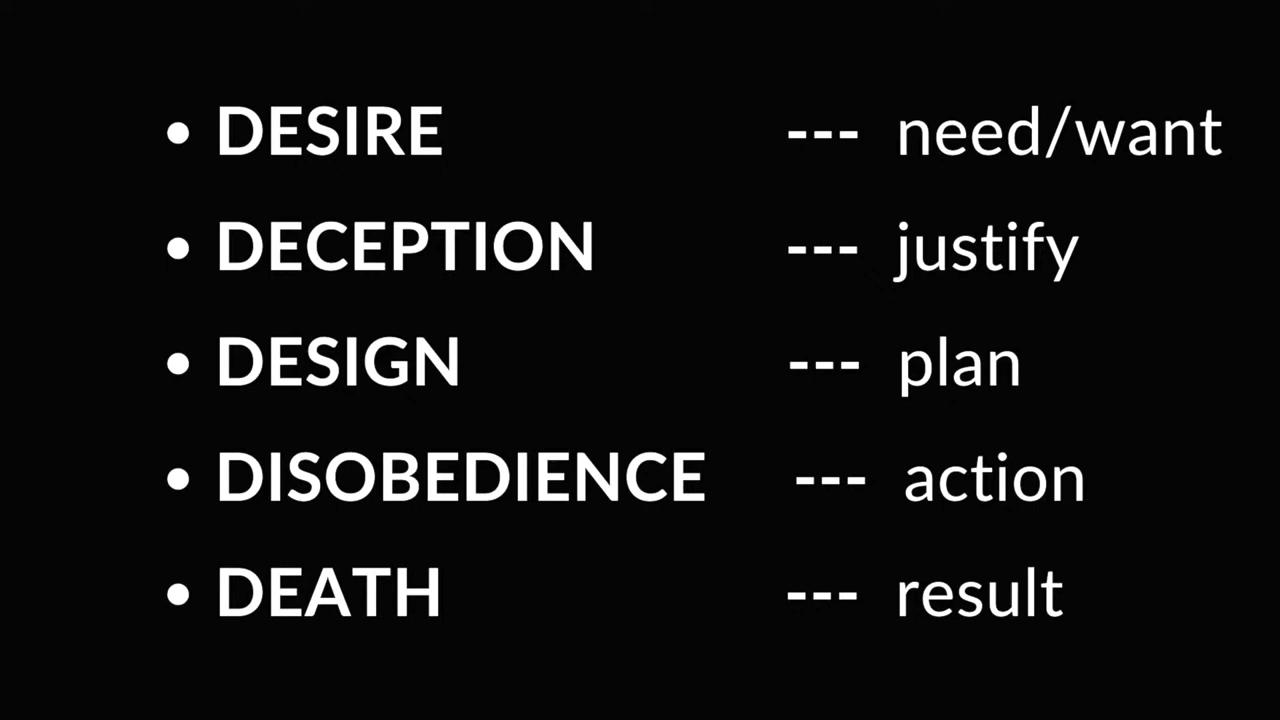 • DESIRE --- need/want
• DECEPTION --- justify
• DESIGN --- plan
• DISOBEDIENCE --- action
• DEATH --- result